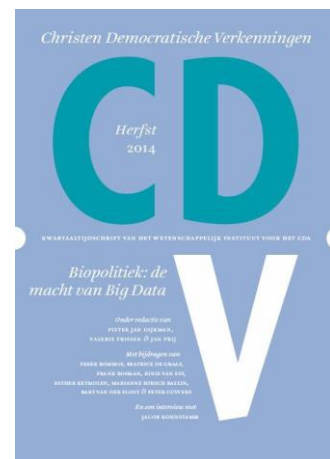 Christen Democratische Verkenningen
CD
Herfst
2014
KWARTAALTIJDSCHRIFT VAN HET WETENSCHAPPELIJK INSTITUUT VOOR HET CDA
V
Biopolitiek: de
macht van Big Data
Onder redactie van
PIETER JAN DIJKMAN,
VALERIE FRISSEN & JAN PRIJ
Met bijdragen van
BEATRICE DE GRAAF,
FRANK BOSMAN, RINIE VAN EST,
ESTHER KEYMOLEN, MARIANNE HIRSCH BALLIN,
BART VAN DER SLOOT & PETER CUYVERS
En een interview met
JACOB KOHNSTAMM